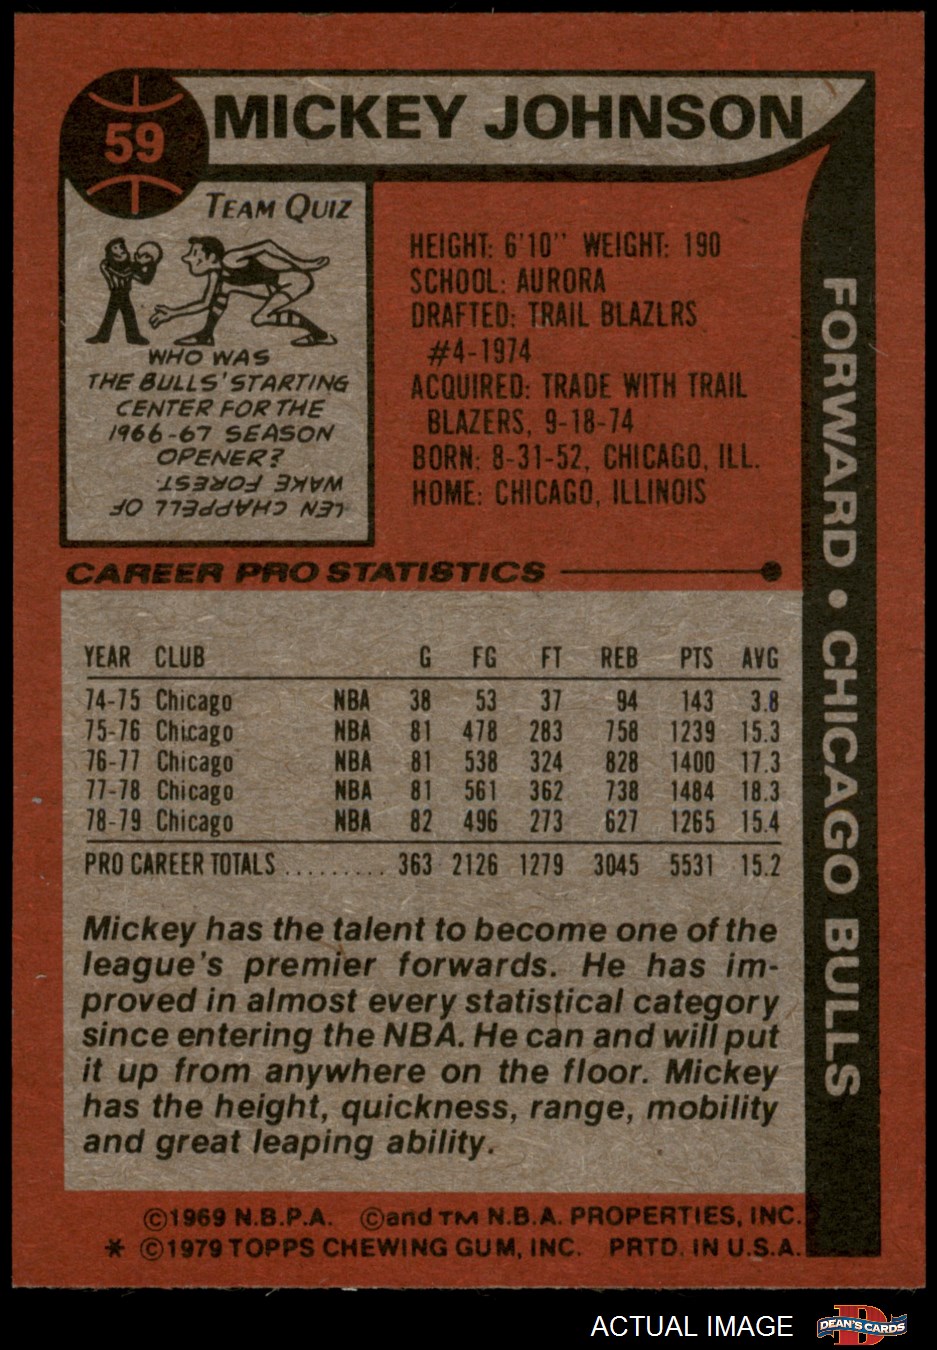 59
MICKEY JOHNSON
TEAM QUIZ
WHO WAS
THE BULLS' STARTING
CENTER FOR THE
1966-67 SEASON
OPENER?
LEN CHAPPELL OF
WAKE FOREST.
HEIGHT: 6'10" WEIGHT: 190
SCHOOL: AURORA
DRAFTED: TRAIL BLAZLRS
#4-1974
ACQUIRED: TRADE WITH TRAIL
BLAZERS, 9-18-74
BORN: 8-31-52, CHICAGO, ILL.
HOME: CHICAGO, ILLINOIS
FORWARD • CHICAGO BULLS
CAREER PRO STATISTICS
YEAR CLUB G FG FT REB PTS AVG
74-75 Chicago NBA 38 53 37 94 143 3.8
75-76 Chicago NBA 81 478 283 758 1239 15.3
76-77 Chicago NBA 81 538 324 828 1400 17.3
77-78 Chicago NBA 81 561 362 738 1484 18.3
78-79 Chicago NBA 82 496 273 627 1265 15.4
PRO CAREER TOTALS ......... 363 2126 1279 3045 5531 15.2
Mickey has the talent to become one of the
league's premier forwards. He has im-
proved in almost every statistical category
since entering the NBA. He can and will put
it up from anywhere on the floor. Mickey
has the height, quickness, range, mobility
and great leaping ability.
©1969 N.B.P.A. ©and TM N.B.A. PROPERTIES, INC.
* ©1979 TOPPS CHEWING GUM, INC. PRTD. IN U.S.A.
ACTUAL IMAGE
D
DEAN'S CARDS